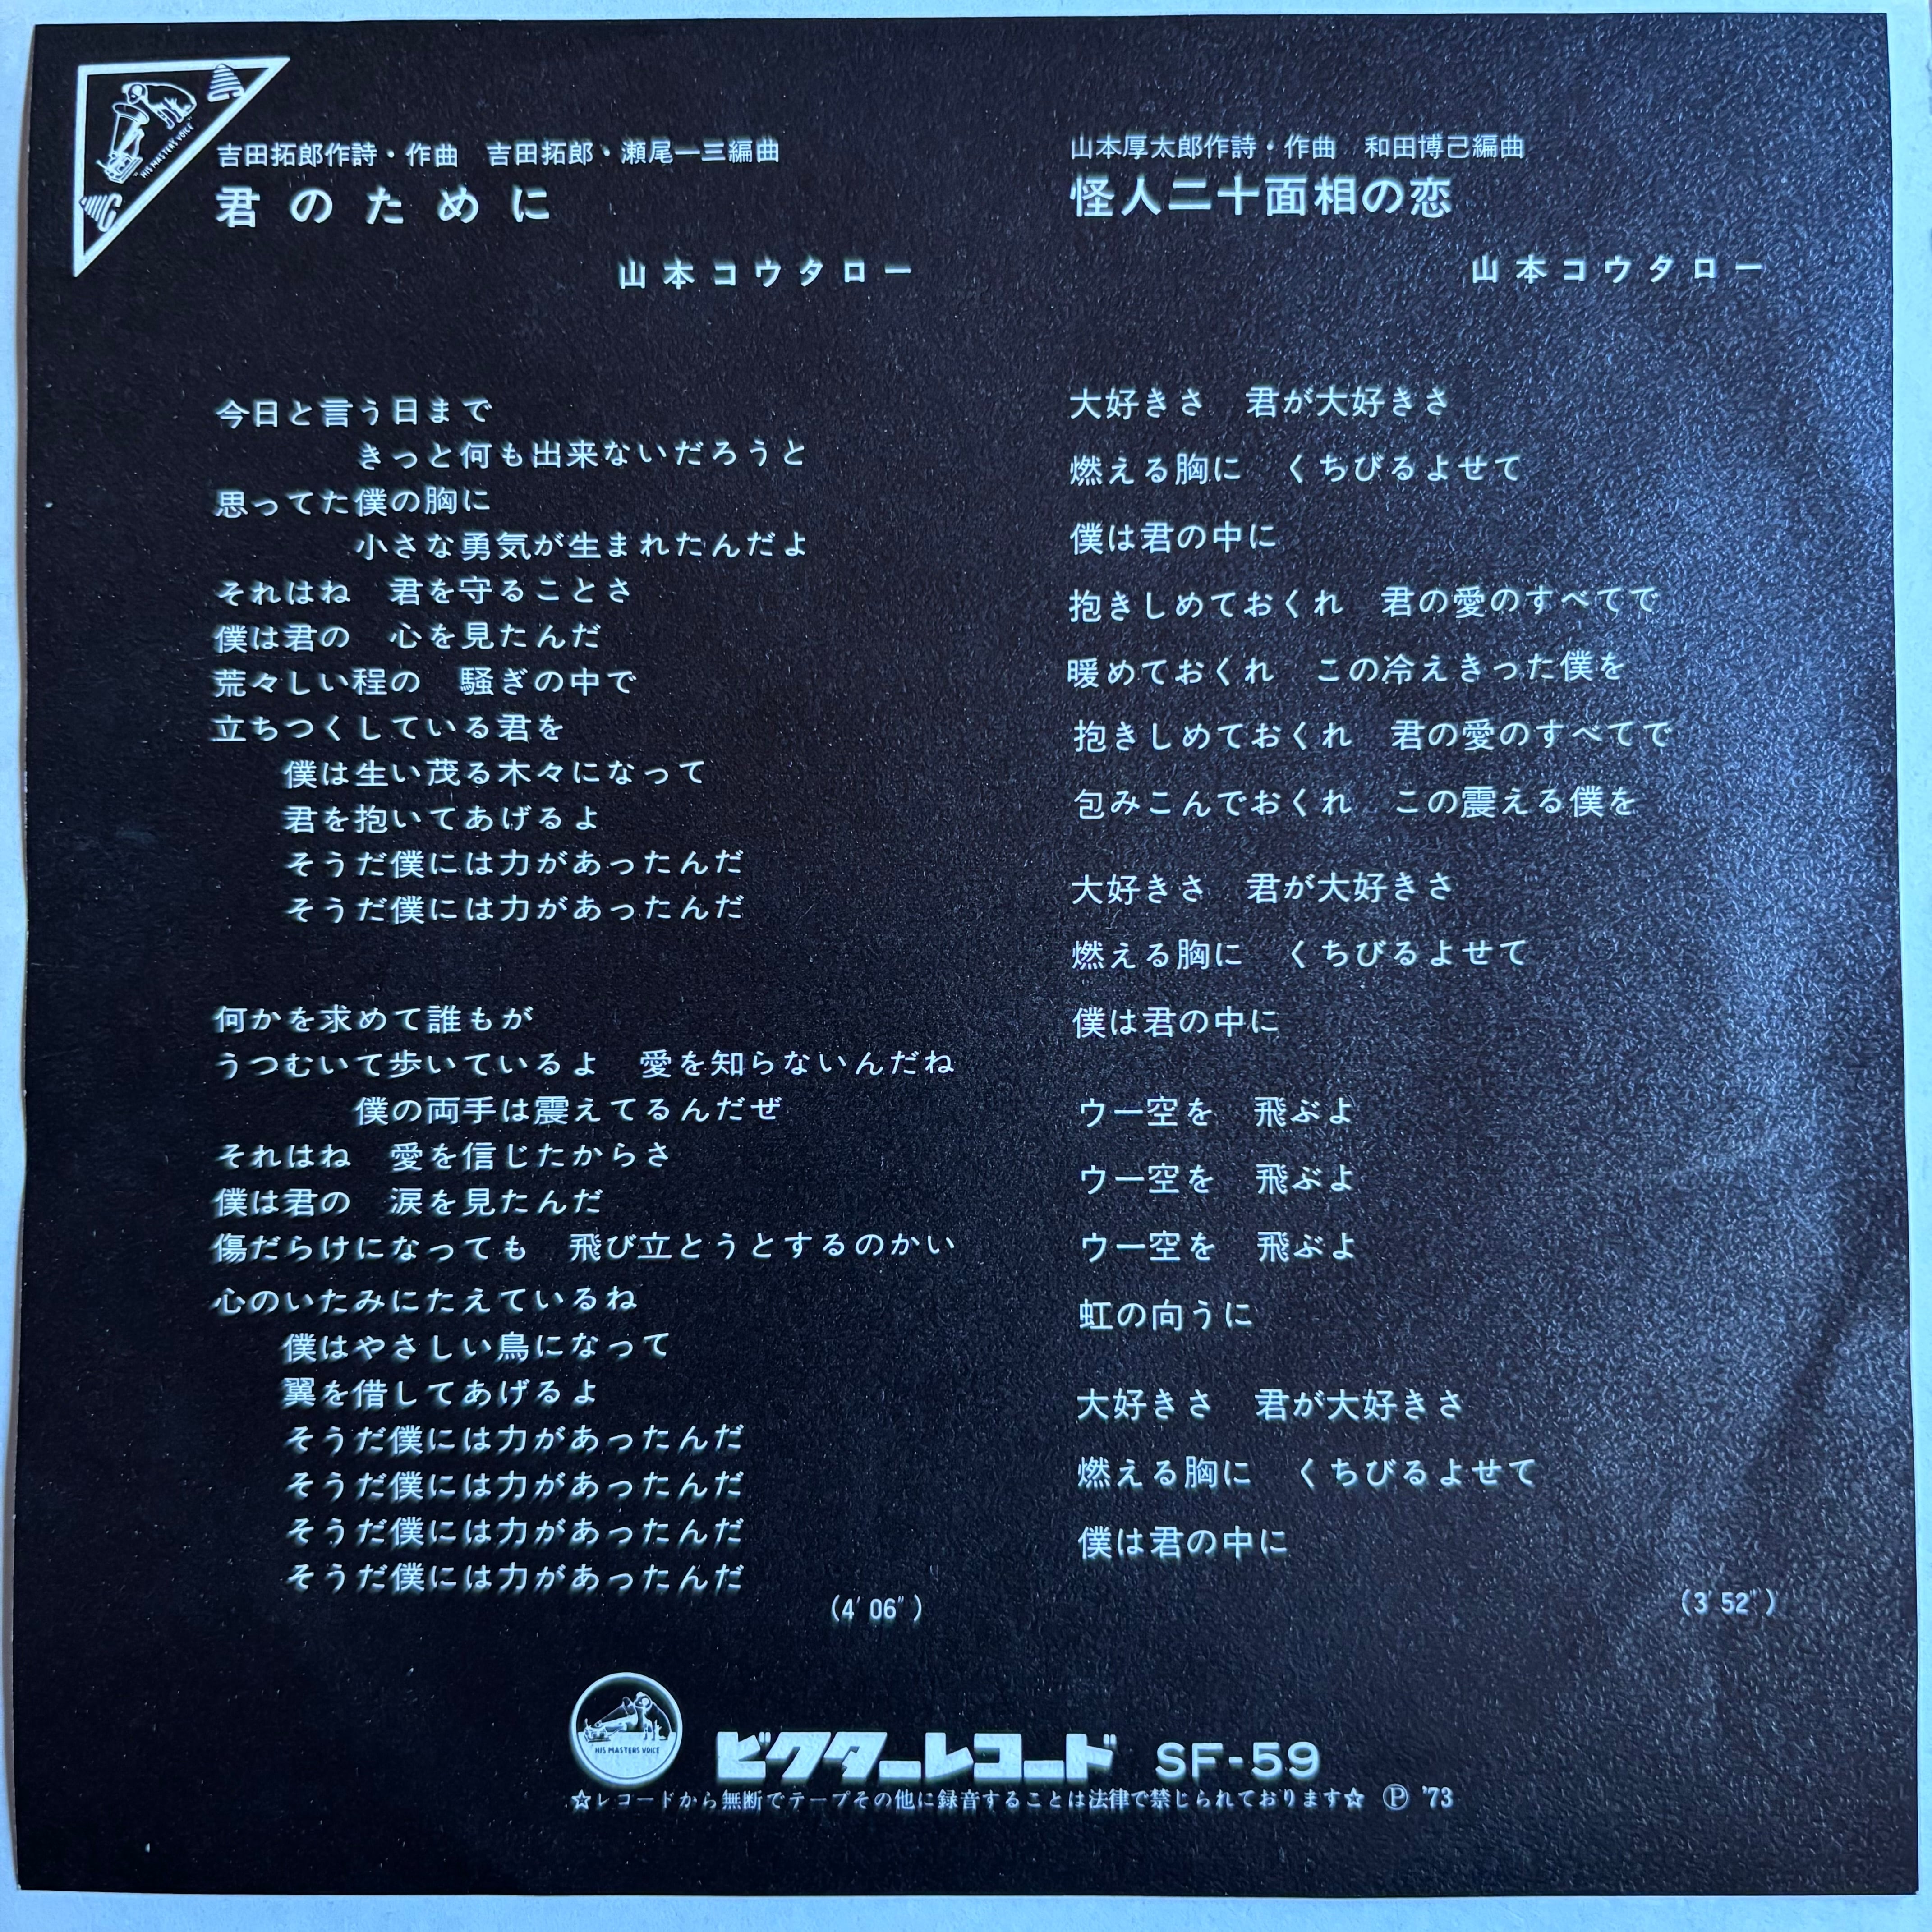 HIS MASTERS VOICE
吉田拓郎作詩・作曲　吉田拓郎・瀬尾一三編曲
君のために
山本コウタロー
今日と言う日まで
きっと何も出来ないだろうと
思ってた僕の胸に
小さな勇気が生まれたんだよ
それはね　君を守ることさ
僕は君の　心を見たんだ
荒々しい程の　騒ぎの中で
立ちつくしている君を
僕は生い茂る木々になって
君を抱いてあげるよ
そうだ僕には力があったんだ
そうだ僕には力があったんだ
何かを求めて誰もが
うつむいて歩いているよ　愛を知らないんだね
僕の両手は震えてるんだぜ
それはね　愛を信じたからさ
僕は君の　涙を見たんだ
傷だらけになっても　飛び立とうとするのかい
心のいたみにたえているね
僕はやさしい鳥になって
翼を借してあげるよ
そうだ僕には力があったんだ
そうだ僕には力があったんだ
そうだ僕には力があったんだ
そうだ僕には力があったんだ
(4′06″)
山本厚太郎作詩・作曲　和田博己編曲
怪人二十面相の恋
山本コウタロー
大好きさ　君が大好きさ
燃える胸に　くちびるよせて
僕は君の中に
抱きしめておくれ　君の愛のすべてで
暖めておくれ　この冷えきった僕を
抱きしめておくれ　君の愛のすべてで
包みこんでおくれ　この震える僕を
大好きさ　君が大好きさ
燃える胸に　くちびるよせて
僕は君の中に
ウー空を　飛ぶよ
ウー空を　飛ぶよ
ウー空を　飛ぶよ
虹の向うに
大好きさ　君が大好きさ
燃える胸に　くちびるよせて
僕は君の中に
(3′52″)
HIS MASTERS VOICE
ビクターレコード SF-59
☆レコードから無断でテープその他に録音することは法律で禁じられております☆ Ⓟ '73